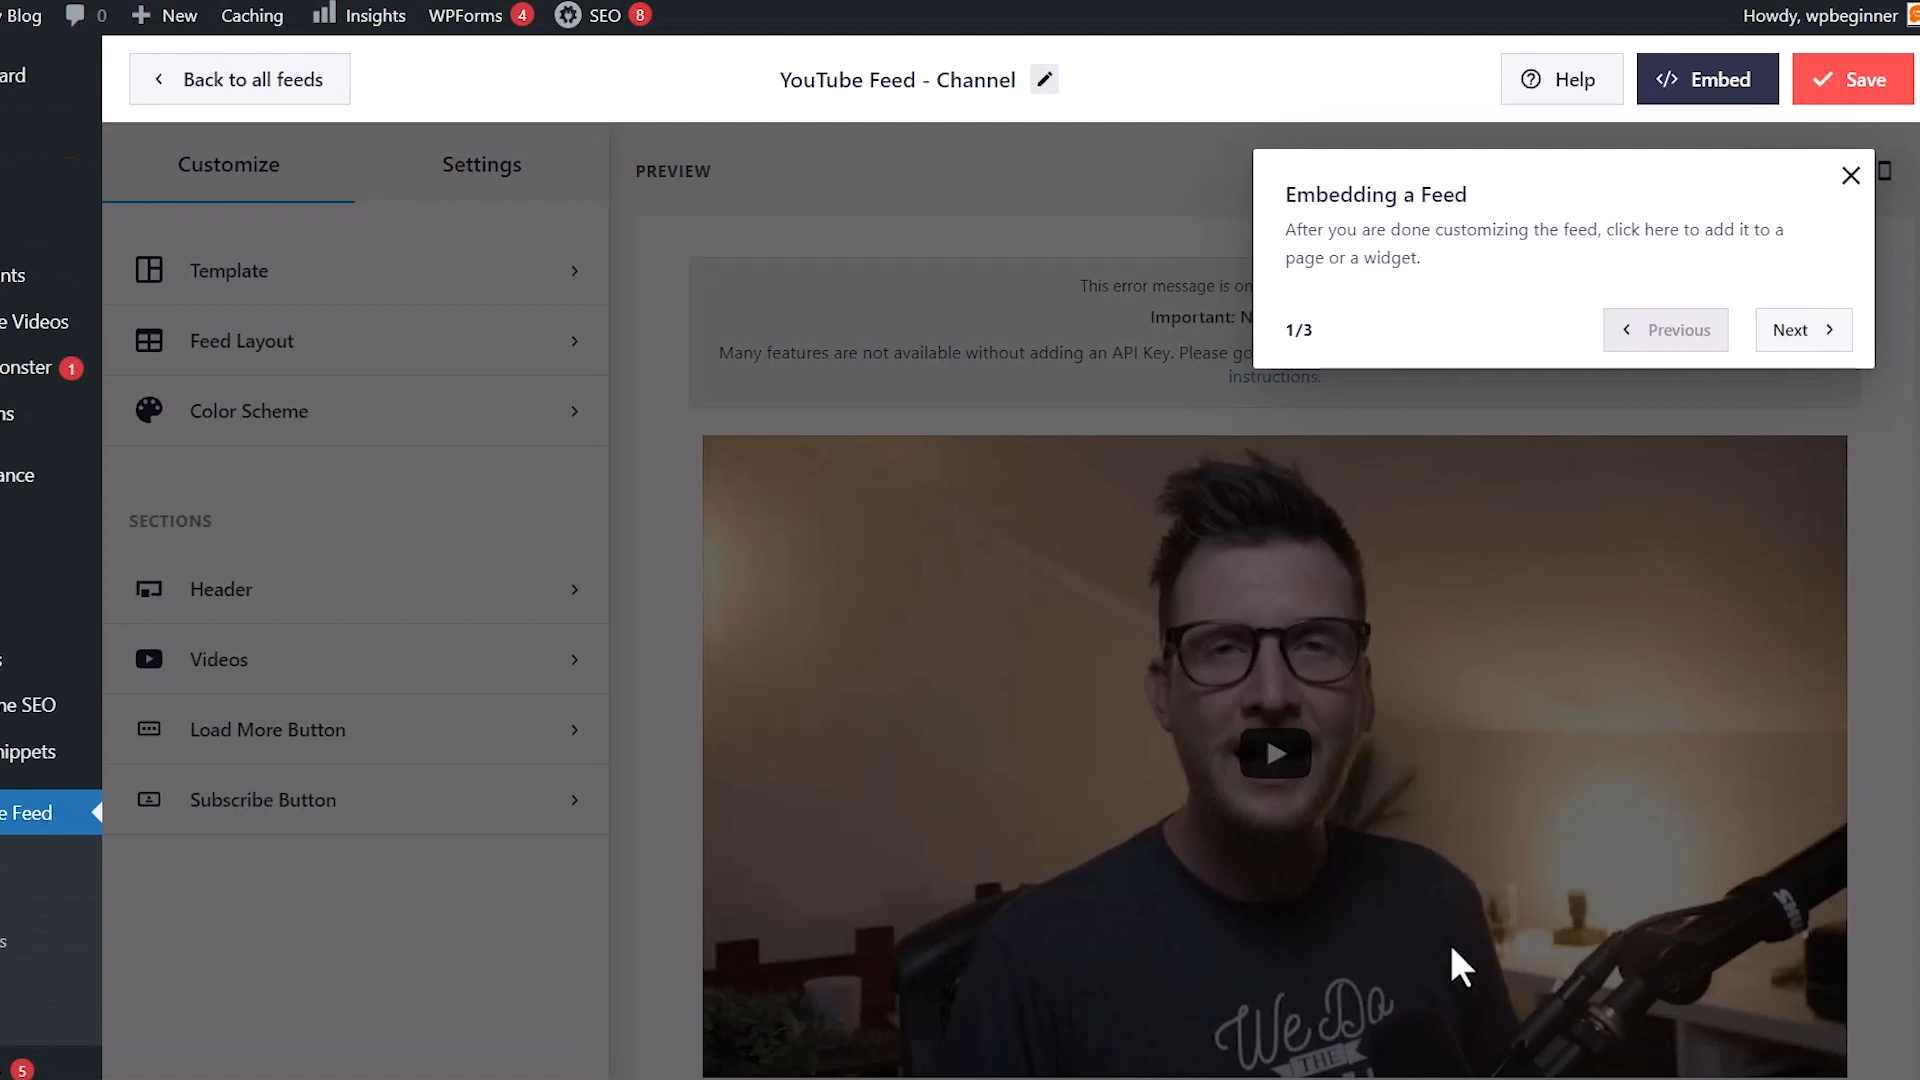 Blog 0 New Caching Insights WPForms 4 SEO 8 Howdy, wpbeginner
Back to all feeds
YouTube Feed - Channel
Help
Embed
Save
ard
nts
e Videos
onster 1
ns
ance
s
ne SEO
nippets
e Feed
s
5
Customize Settings
Template
Feed Layout
Color Scheme
SECTIONS
Header
Videos
Load More Button
Subscribe Button
PREVIEW
Embedding a Feed
After you are done customizing the feed, click here to add it to a
page or a widget.
1/3 Previous Next
This error message is on
Important: N
Many features are not available without adding an API Key. Please go
instructions.
We Do
THE
SHURE